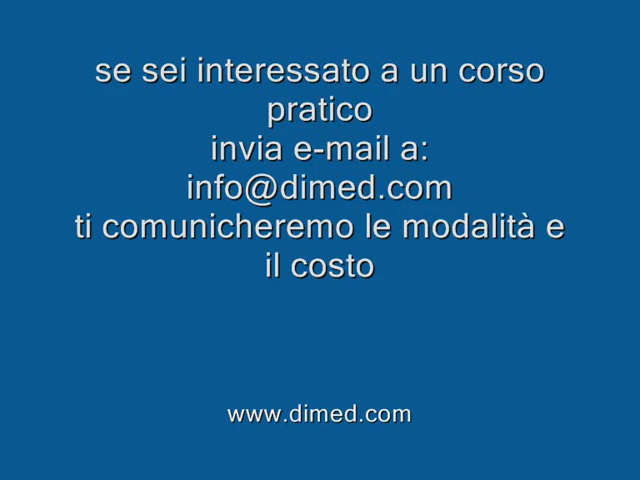 se sei interessato a un corso
pratico
invia e-mail a:
info@dimed.com
ti comunicheremo le modalità e
il costo
www.dimed.com